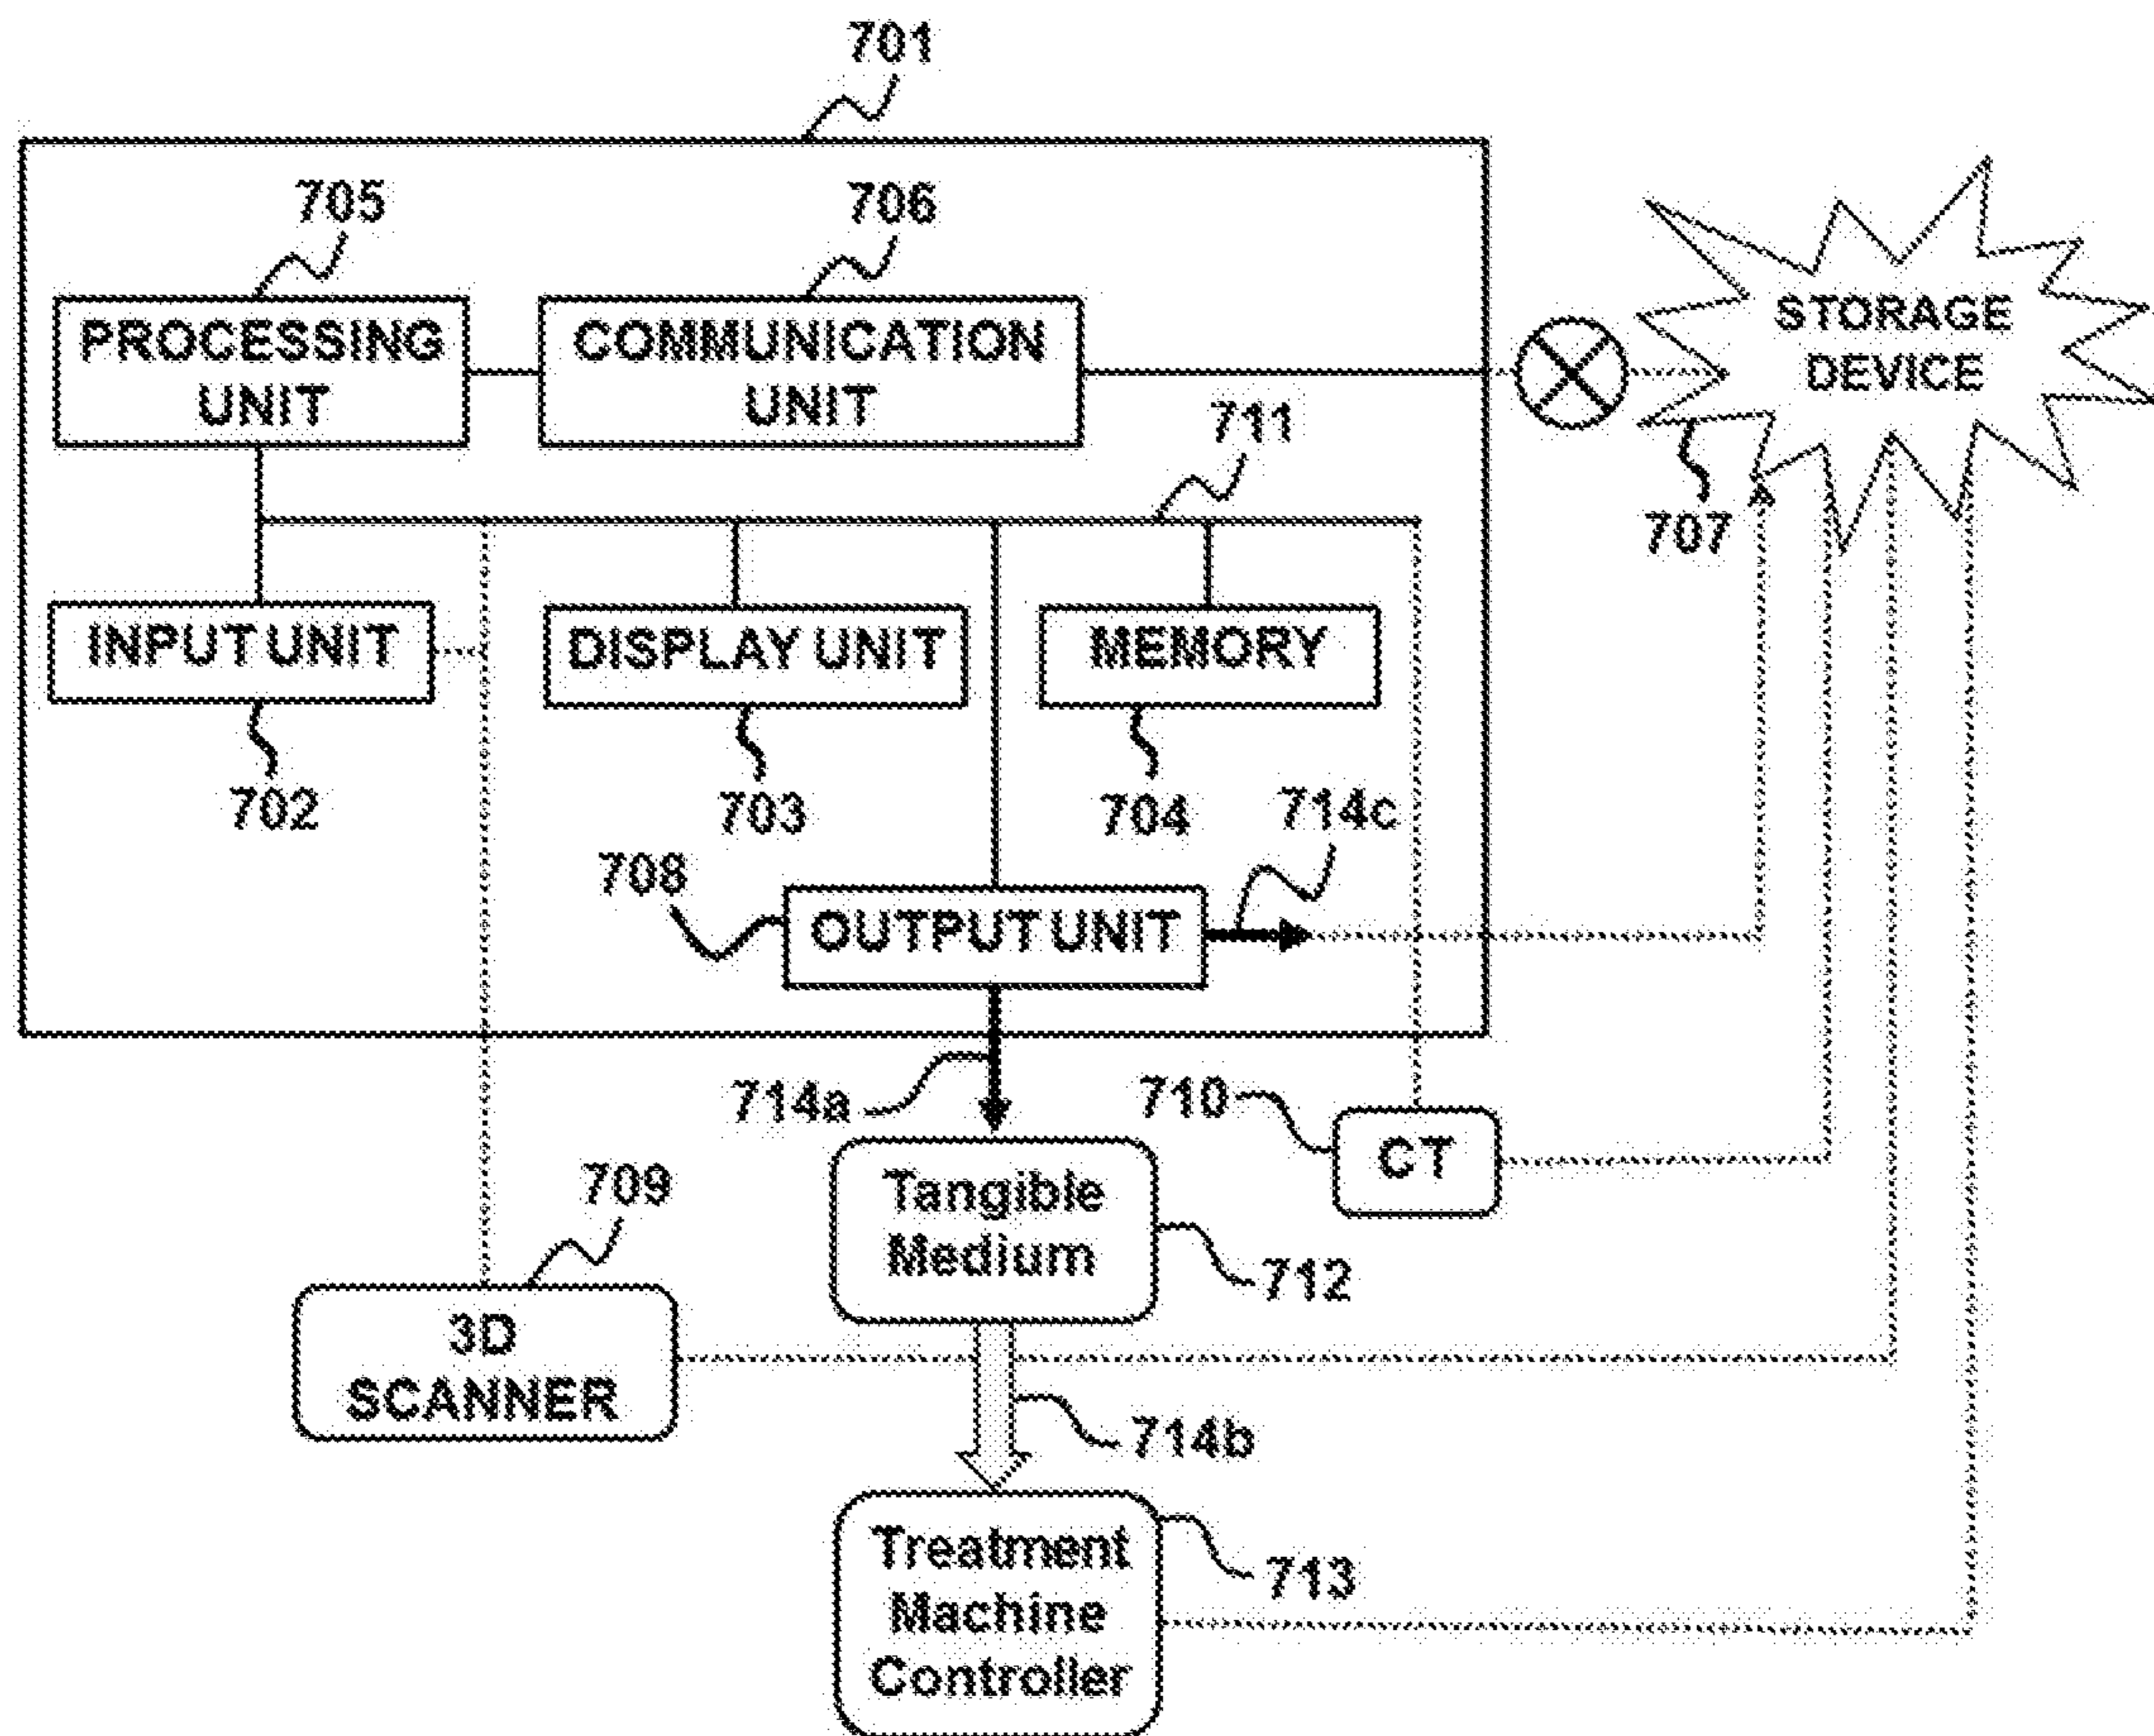 701
705
706
PROCESSING
UNIT
COMMUNICATION
UNIT
STORAGE
DEVICE
711
707
INPUT UNIT
DISPLAY UNIT
MEMORY
702
703
704
714c
708
OUTPUT UNIT
714a
710
CT
709
Tangible
Medium
712
3D
SCANNER
714b
Treatment
Machine
Controller
713